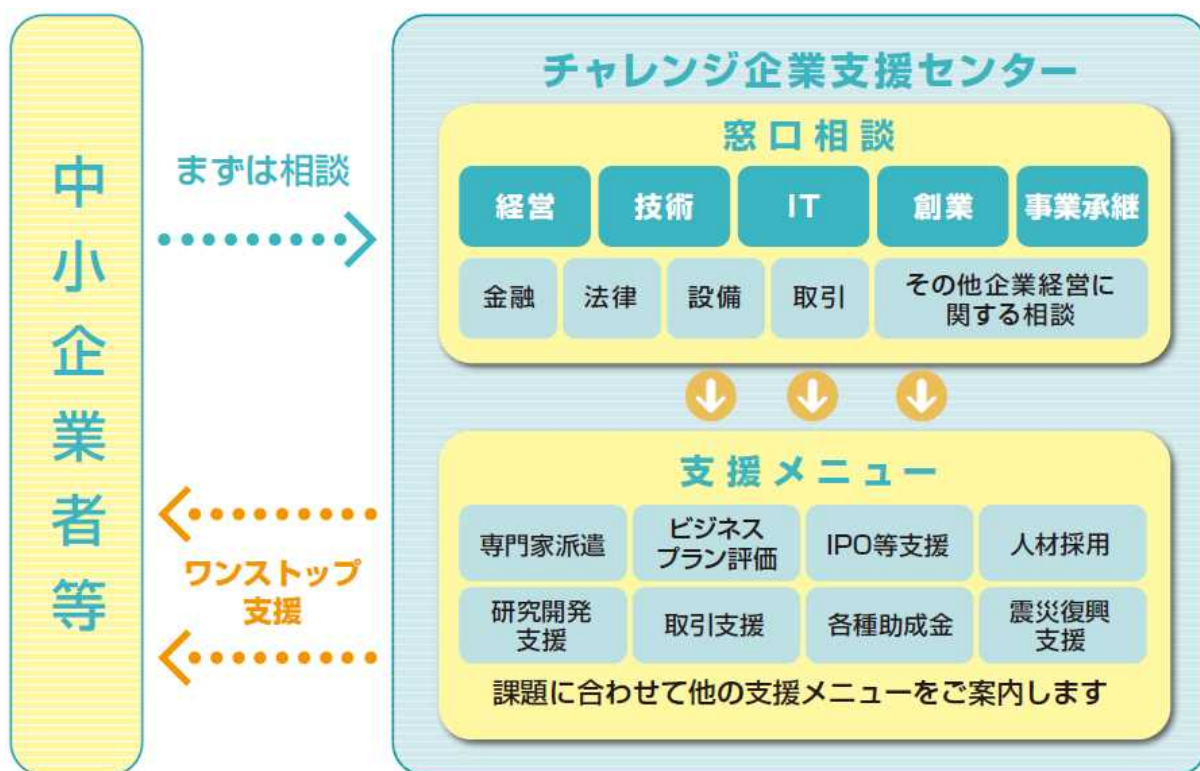 中小企業者等
まずは相談
ワンストップ
支援
チャレンジ企業支援センター
窓口相談
経営
技術
IT
創業
事業承継
金融
法律
設備
取引
その他企業経営に
関する相談
支援メニュー
専門家派遣
ビジネス
プラン評価
IPO等支援
人材採用
研究開発
支援
取引支援
各種助成金
震災復興
支援
課題に合わせて他の支援メニューをご案内します